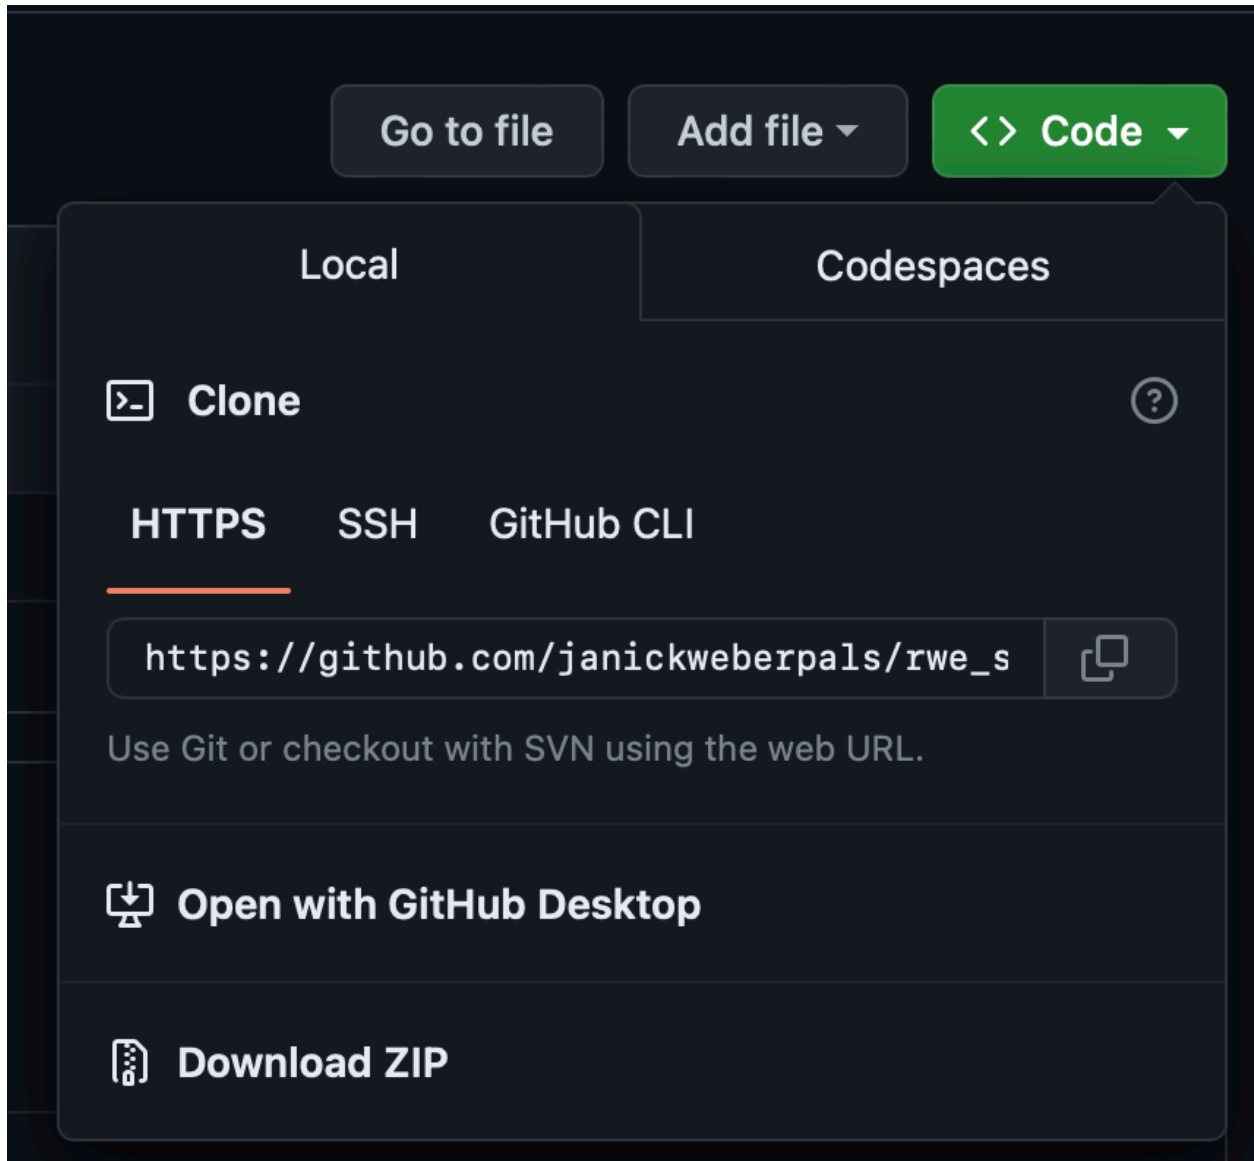 Go to file
Add file
<> Code
Local
Codespaces
Clone
?
HTTPS
SSH
GitHub CLI
https://github.com/janickweberpals/rwe_s
Use Git or checkout with SVN using the web URL.
Open with GitHub Desktop
Download ZIP